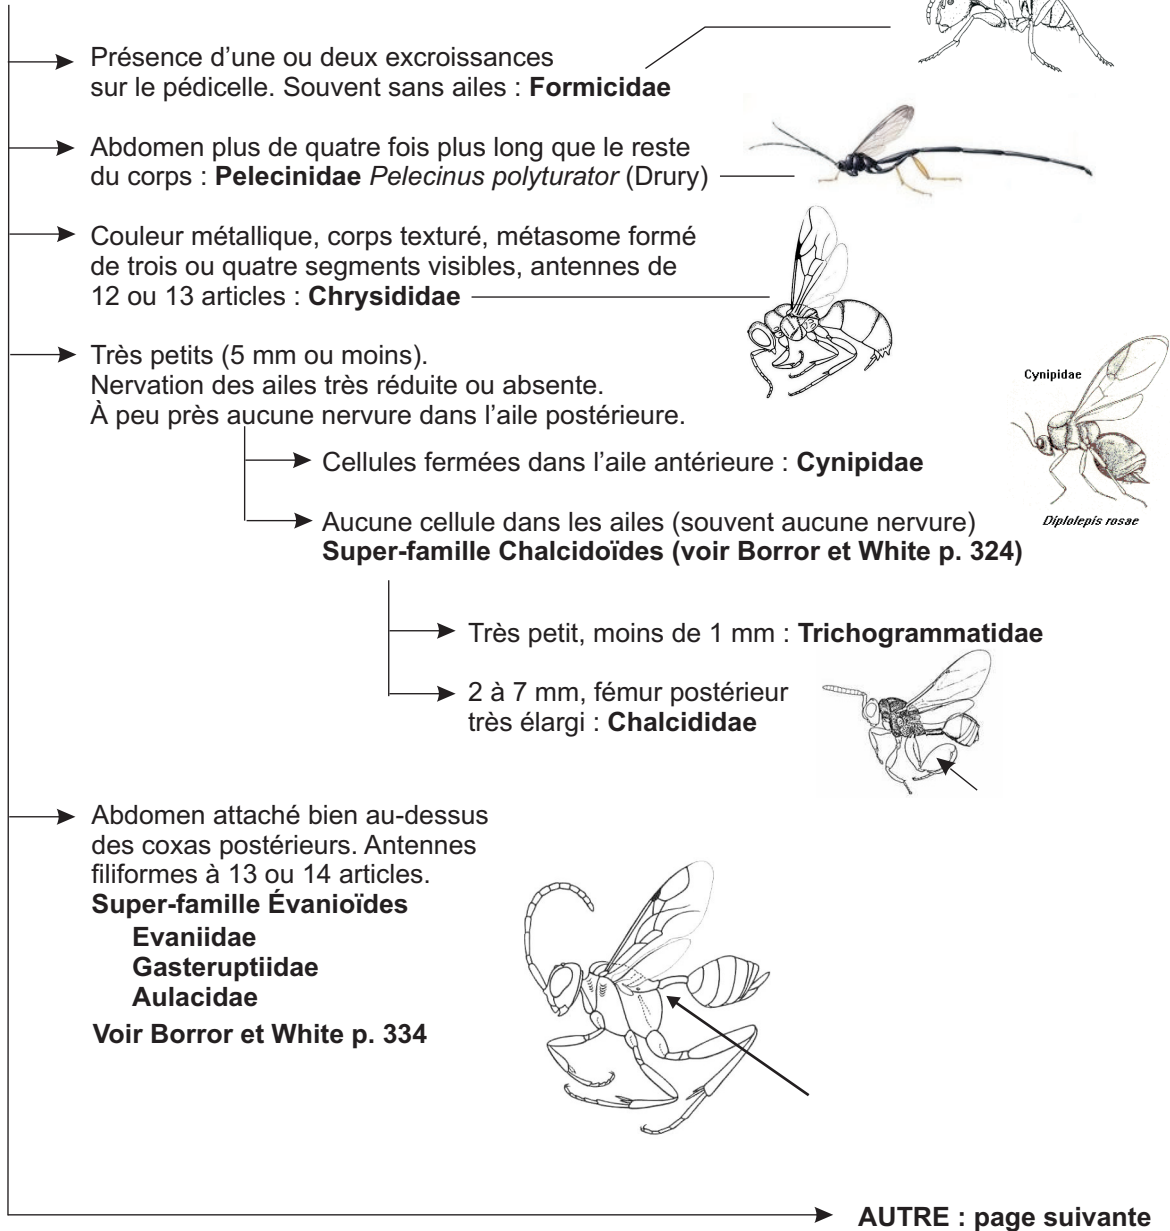 Présence d’une ou deux excroissances
sur le pédicelle. Souvent sans ailes : Formicidae
Abdomen plus de quatre fois plus long que le reste
du corps : Pelecinidae Pelecinus polyturator (Drury)
Couleur métallique, corps texturé, métasome formé
de trois ou quatre segments visibles, antennes de
12 ou 13 articles : Chrysididae
Très petits (5 mm ou moins).
Nervation des ailes très réduite ou absente.
À peu près aucune nervure dans l’aile postérieure.
Cynipidae
Cellules fermées dans l’aile antérieure : Cynipidae
Diplolepis rosae
Aucune cellule dans les ailes (souvent aucune nervure)
Super-famille Chalcidoïdes (voir Borror et White p. 324)
Très petit, moins de 1 mm : Trichogrammatidae
2 à 7 mm, fémur postérieur
très élargi : Chalcididae
Abdomen attaché bien au-dessus
des coxas postérieurs. Antennes
filiformes à 13 ou 14 articles.
Super-famille Évanioïdes
Evaniidae
Gasteruptiidae
Aulacidae
Voir Borror et White p. 334
AUTRE : page suivante